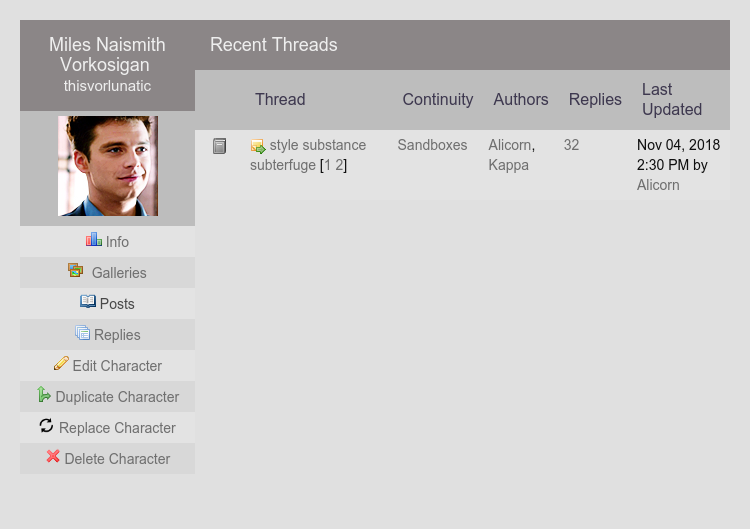 Miles Naismith
Vorkosigan
thisvorlunatic
Info
Galleries
Posts
Replies
Edit Character
Duplicate Character
Replace Character
Delete Character
Recent Threads
Thread Continuity Authors Replies Last
Updated
style substance Sandboxes Alicorn, 32 Nov 04, 2018
subterfuge [1 2] Kappa 2:30 PM by
Alicorn